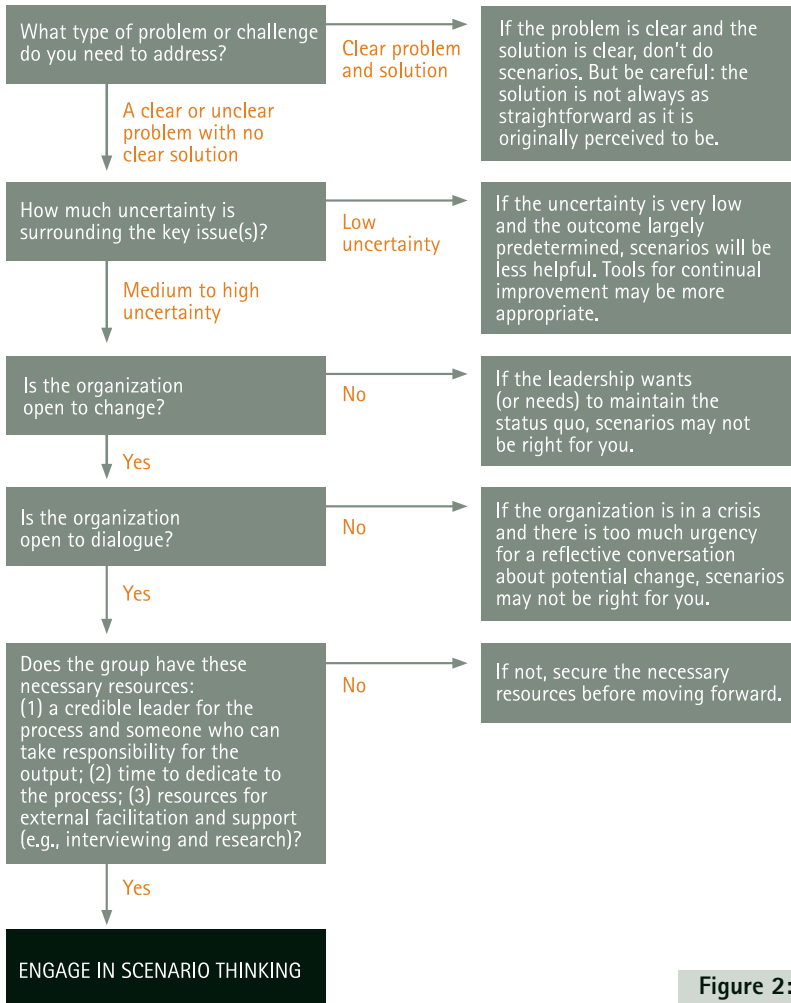 What type of problem or challenge
do you need to address?
Clear problem
and solution
If the problem is clear and the
solution is clear, don't do
scenarios. But be careful: the
solution is not always as
straightforward as it is
originally perceived to be.
A clear or unclear
problem with no
clear solution
How much uncertainty is
surrounding the key issue(s)?
Low
uncertainty
If the uncertainty is very low
and the outcome largely
predetermined, scenarios will be
less helpful. Tools for continual
improvement may be more
appropriate.
Medium to high
uncertainty
Is the organization
open to change?
No
If the leadership wants
(or needs) to maintain the
status quo, scenarios may not
be right for you.
Yes
Is the organization
open to dialogue?
No
If the organization is in a crisis
and there is too much urgency
for a reflective conversation
about potential change, scenarios
may not be right for you.
Yes
Does the group have these
necessary resources:
(1) a credible leader for the
process and someone who can
take responsibility for the
output; (2) time to dedicate to
the process; (3) resources for
external facilitation and support
(e.g., interviewing and research)?
No
If not, secure the necessary
resources before moving forward.
Yes
ENGAGE IN SCENARIO THINKING
Figure 2: